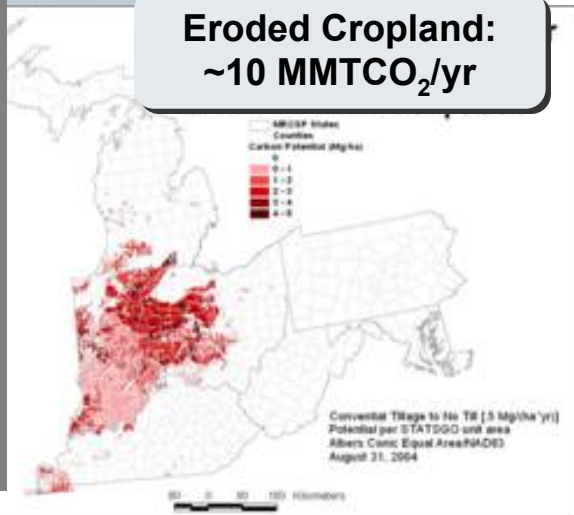 Eroded Cropland:
~10 MMTCO₂/yr
MRCSP States
Counties
Carbon Potential (Mg/ha)
0
0 - 1
1 - 2
2 - 3
3 - 4
4 - 5
Convential Tillage to No Till [.5 Mg/(ha*yr)]
Potential per STATSGO unit area
Albers Conic Equal Area/NAD83
August 31, 2004
Kilometers